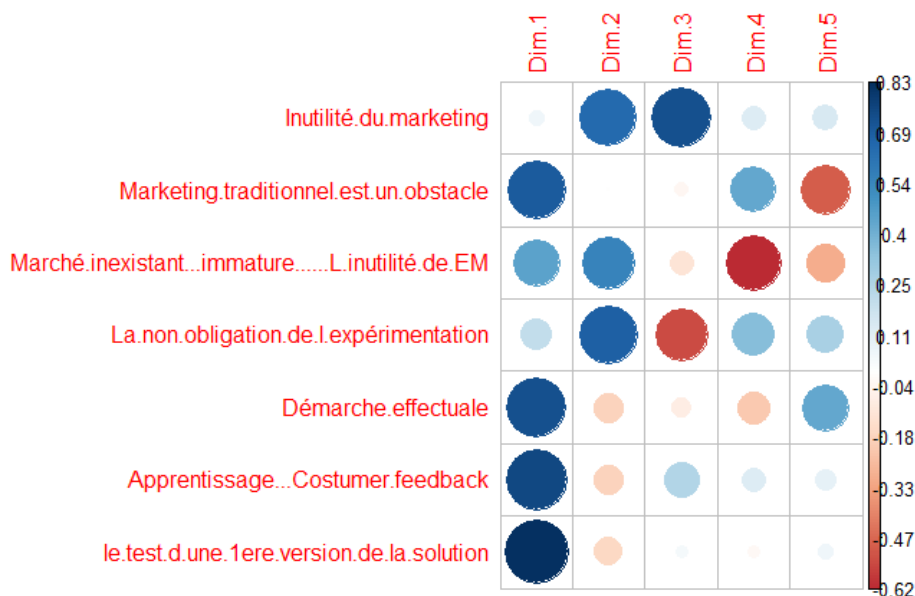 Dim.1
Dim.2
Dim.3
Dim.4
Dim.5
Inutilité.du.marketing
Marketing.traditionnel.est.un.obstacle
Marché.inexistant...immature......L.inutilité.de.EM
La.non.obligation.de.l.expérimentation
Démarche.effectuale
Apprentissage...Costumer.feedback
le.test.d.une.1ere.version.de.la.solution
0.83
0.69
0.54
0.4
0.25
0.11
-0.04
-0.18
-0.33
-0.47
-0.62